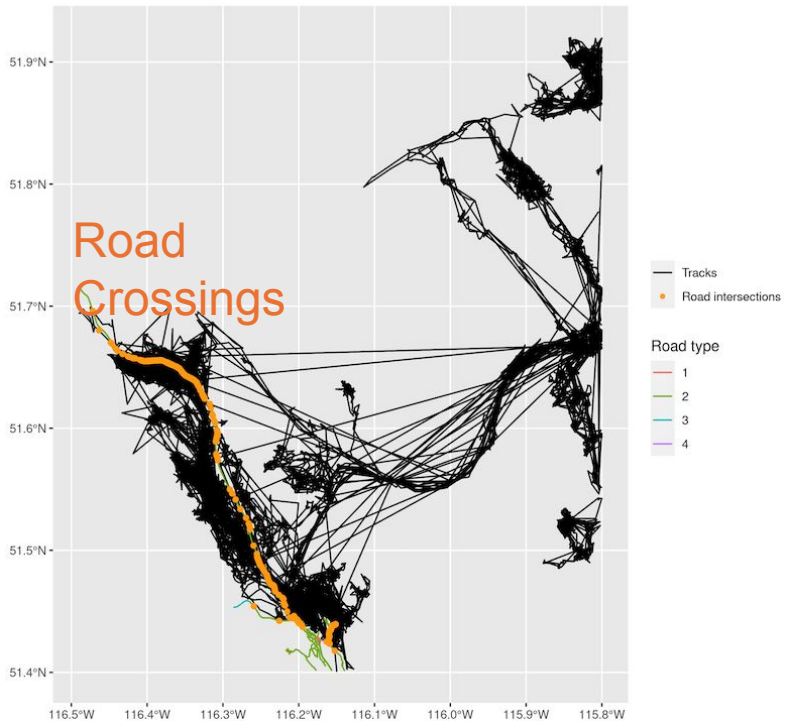 51.9°N
51.8°N
Road
Crossings
51.7°N
51.6°N
51.5°N
51.4°N
116.5°W 116.4°W 116.3°W 116.2°W 116.1°W 116.0°W 115.9°W 115.8°W
Tracks
Road intersections
Road type
1
2
3
4